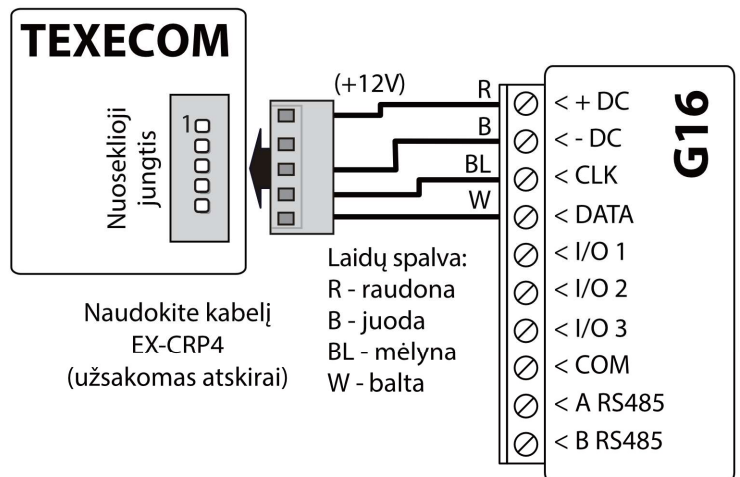 TEXECOM
Nuoseklioji
jungtis
1
(+12V)
R
B
BL
W
< + DC
< - DC
< CLK
< DATA
< I/O 1
< I/O 2
< I/O 3
< COM
< A RS485
< B RS485
G16
Laidų spalva:
R - raudona
B - juoda
BL - mėlyna
W - balta
Naudokite kabelį
EX-CRP4
(užsakomas atskirai)